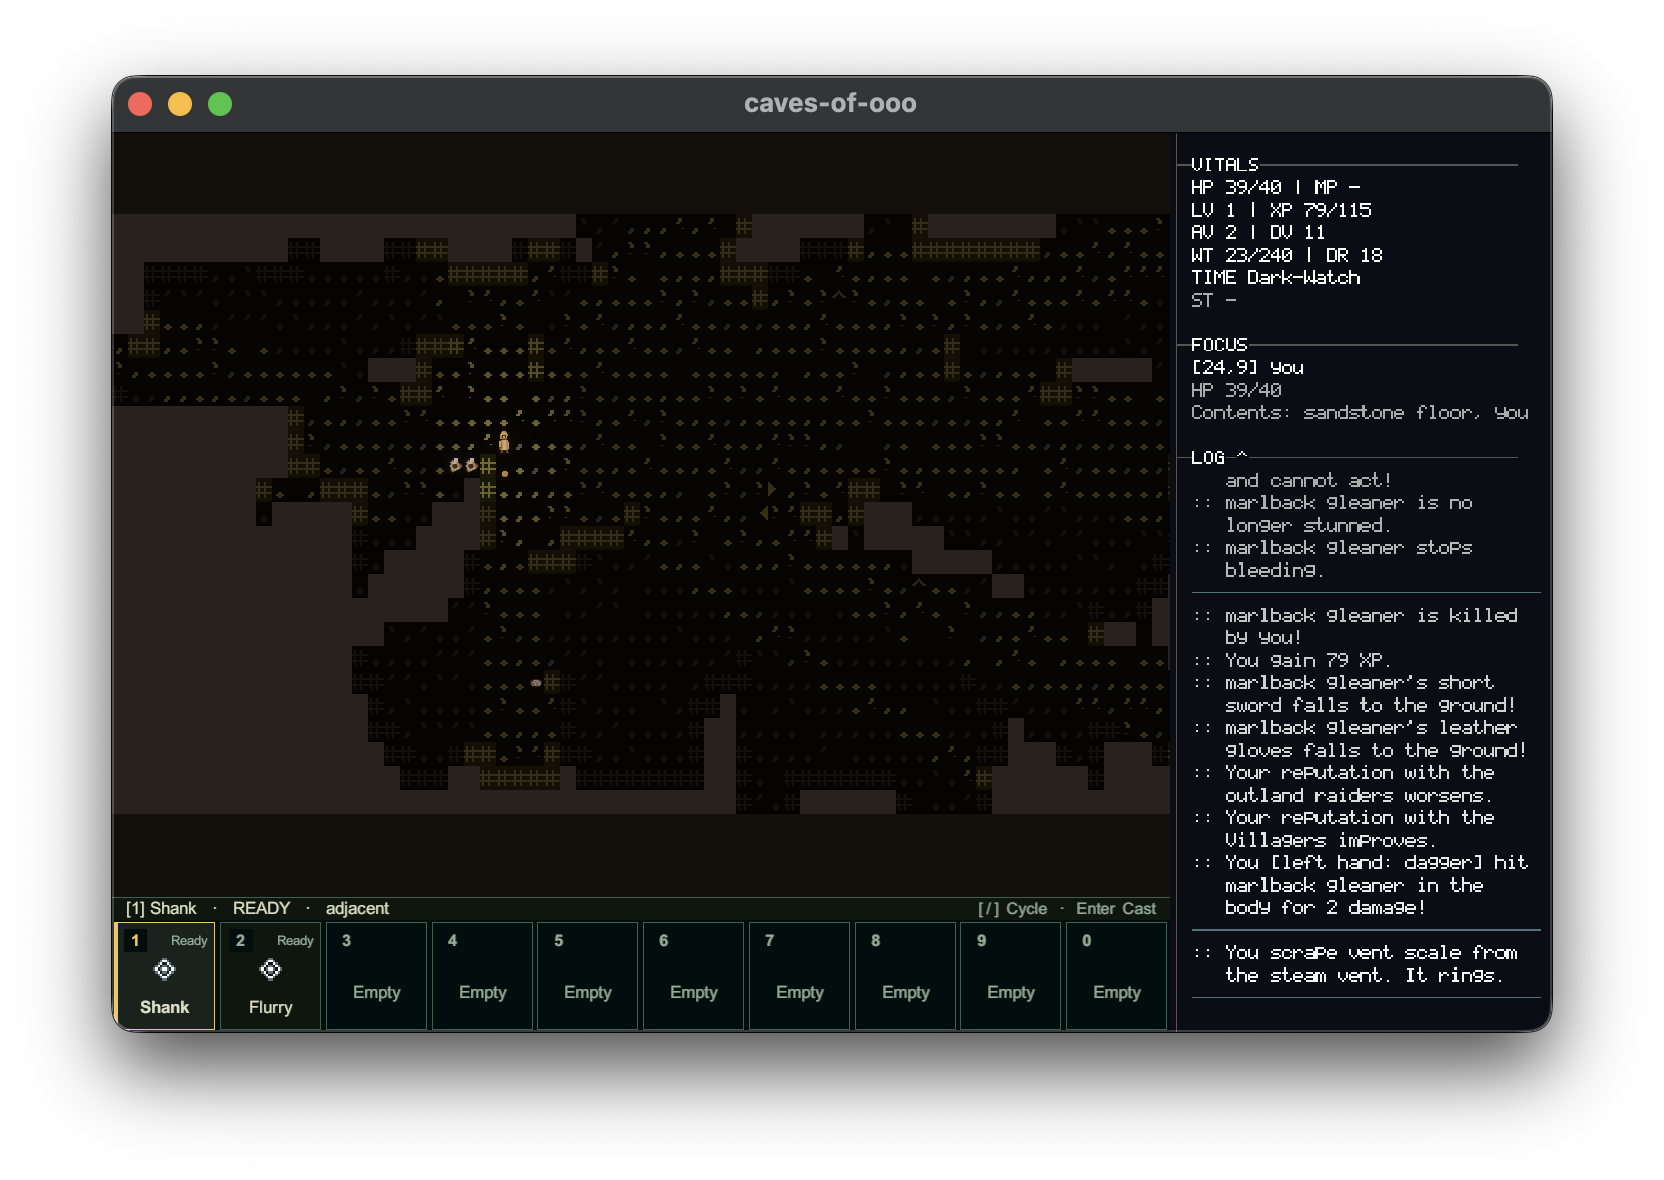 caves-of-ooo
VITALS
HP 39/40 | MP -
LV 1 | XP 79/115
AV 2 | DV 11
WT 23/240 | DR 18
TIME Dark-Watch
ST -
FOCUS
[24,9] you
HP 39/40
Contents: sandstone floor, you
LOG ^
and cannot act!
:: marlback gleaner is no
longer stunned.
:: marlback gleaner stops
bleeding.
:: marlback gleaner is killed
by you!
:: You gain 79 XP.
:: marlback gleaner's short
sword falls to the ground!
:: marlback gleaner's leather
gloves falls to the ground!
:: Your reputation with the
outland raiders worsens.
:: Your reputation with the
Villagers improves.
:: You [left hand: dagger] hit
marlback gleaner in the
body for 2 damage!
:: You scrape vent scale from
the steam vent. It rings.
[1] Shank · READY · adjacent
[/] Cycle · Enter Cast
1 Ready
Shank
2 Ready
Flurry
3
Empty
4
Empty
5
Empty
6
Empty
7
Empty
8
Empty
9
Empty
0
Empty